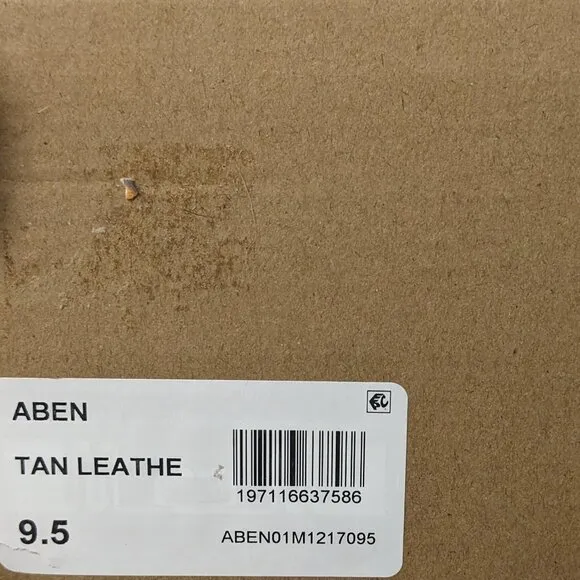 ABEN
TAN LEATHE
197116637586
9.5
ABEN01M1217095